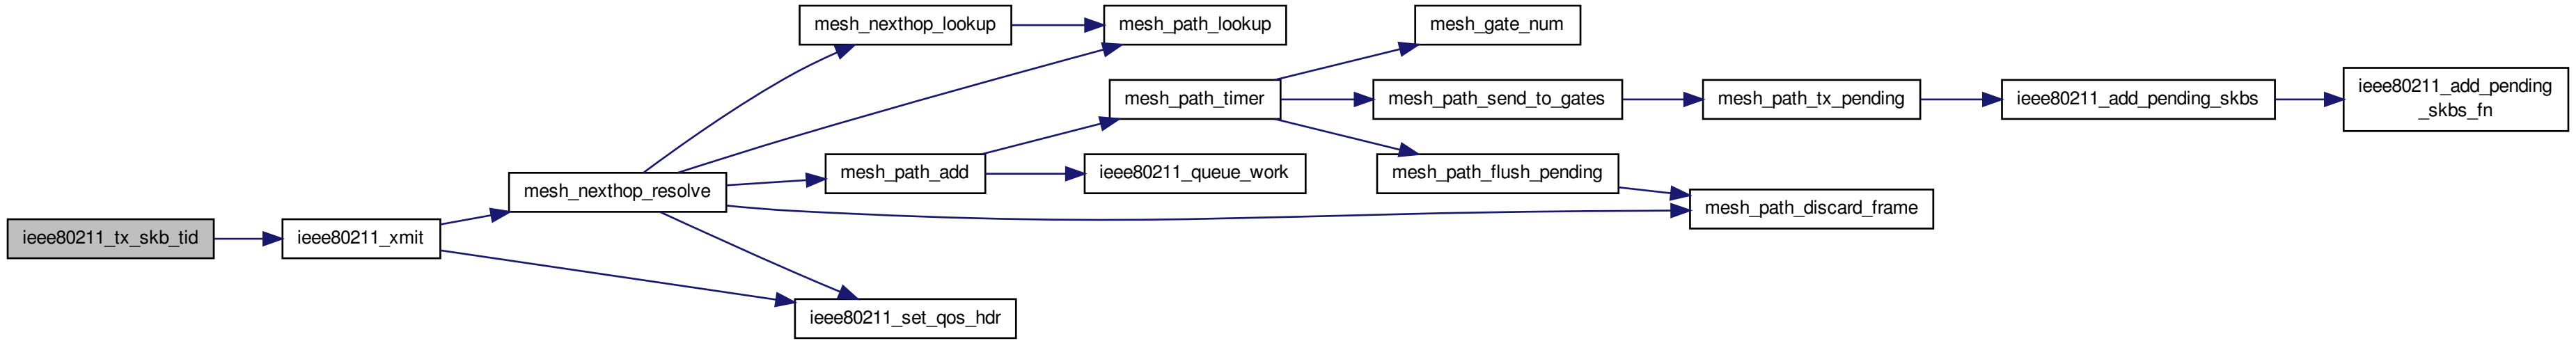 mesh_nexthop_lookup
mesh_path_lookup
mesh_gate_num
mesh_path_timer
mesh_path_send_to_gates
mesh_path_tx_pending
ieee80211_add_pending_skbs
ieee80211_add_pending
_skbs_fn
mesh_path_add
ieee80211_queue_work
mesh_path_flush_pending
mesh_nexthop_resolve
mesh_path_discard_frame
ieee80211_tx_skb_tid
ieee80211_xmit
ieee80211_set_qos_hdr